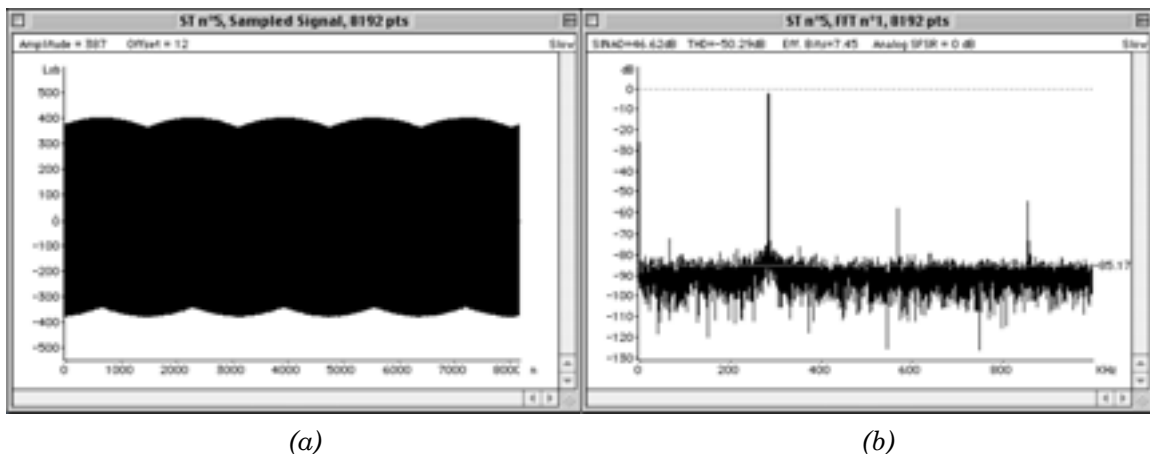 ST n°5, Sampled Signal, 8192 pts
Amplitude = 387 Offset = 12 Slow
Lsb
500
400
300
200
100
0
-100
-200
-300
-400
-500
0 1000 2000 3000 4000 5000 6000 7000 8000 n
(a)
ST n°5, FFT n°1, 8192 pts
SINAD=46.62dB THD=-50.29dB Eff. Bits=7.45 Analog SFSR = 0 dB Slow
dB
0
-10
-20
-30
-40
-50
-60
-70
-80
-90
-100
-110
-120
-130
-85.17
0 200 400 600 800 KHz
(b)